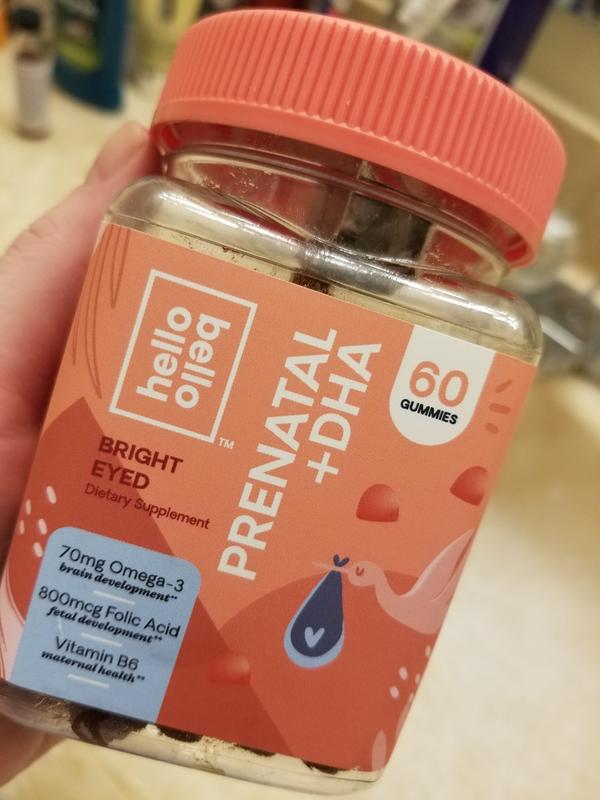 hello
bello
TM
PRENATAL
+DHA
60
GUMMIES
BRIGHT
EYED
Dietary Supplement
70mg Omega-3
brain development**
800mcg Folic Acid
fetal development**
Vitamin B6
maternal health**